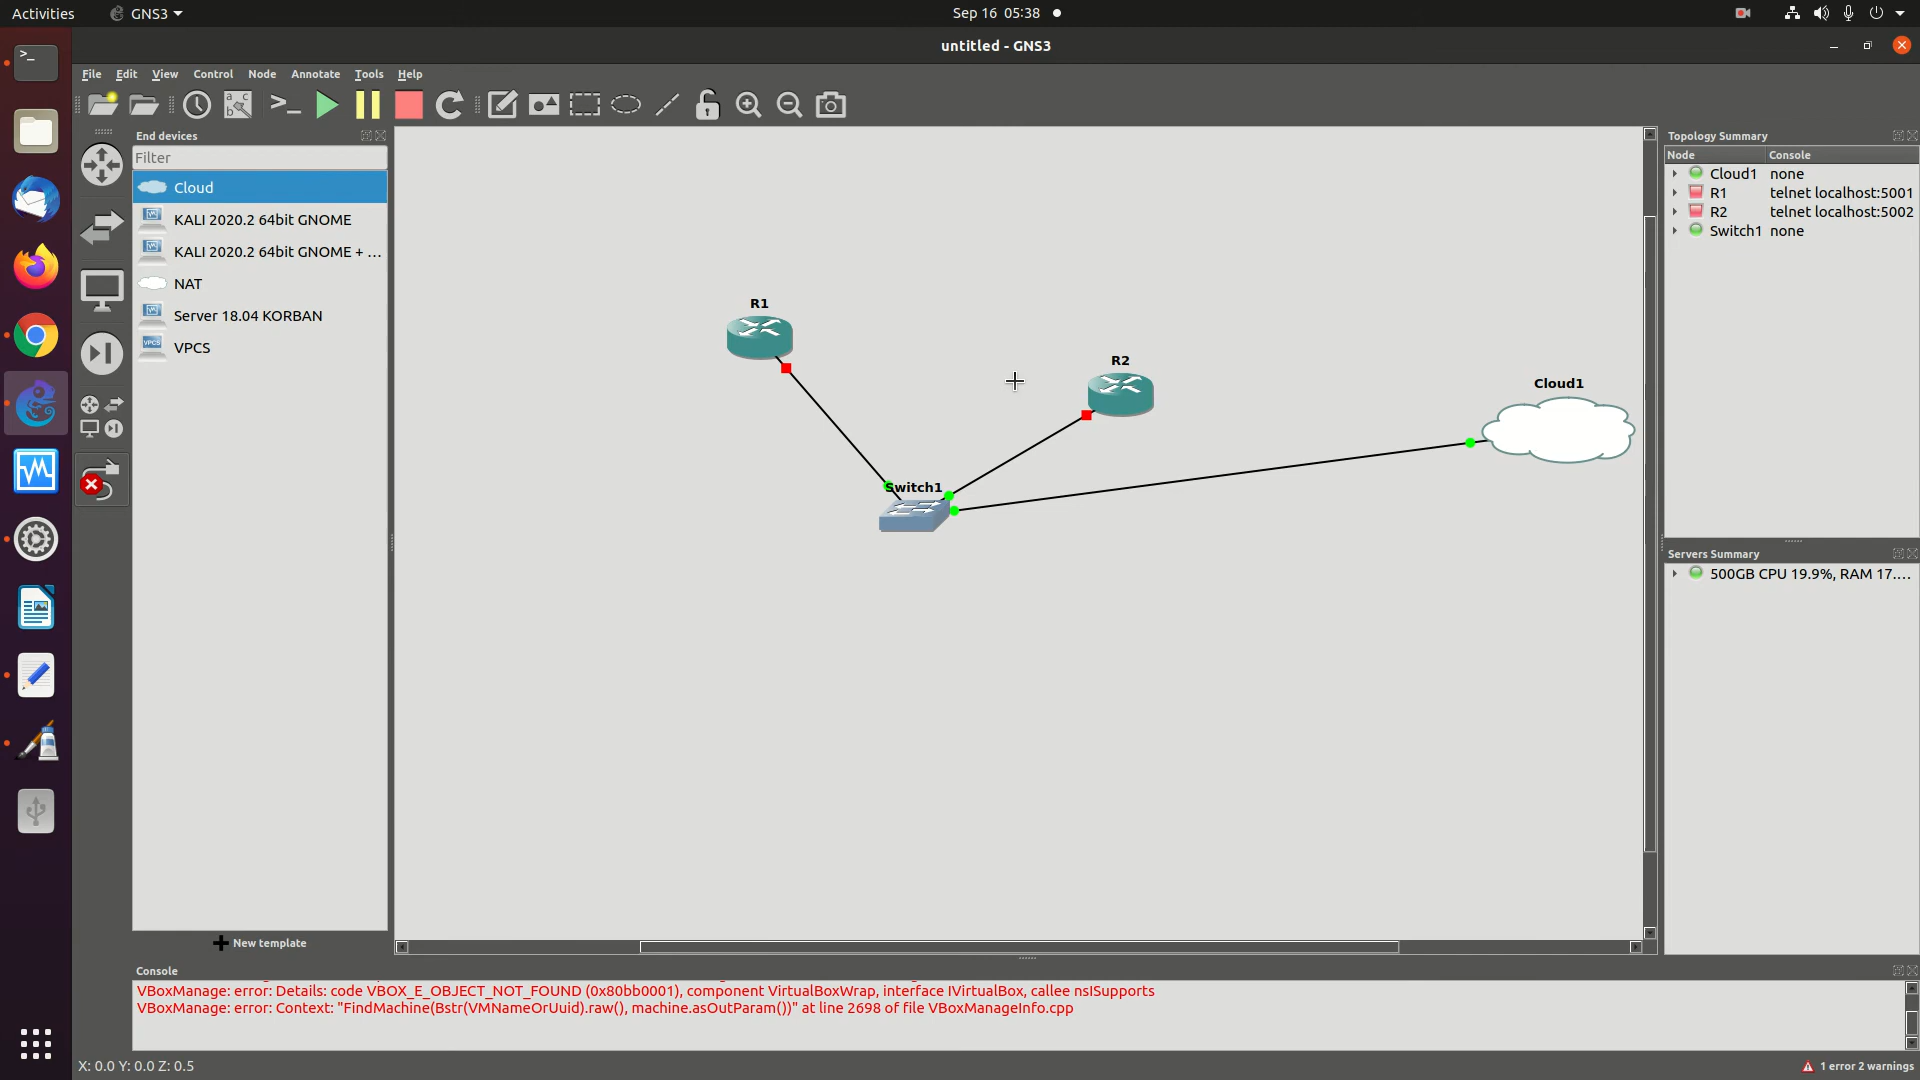 Activities
GNS3
Sep 16 05:38
untitled - GNS3
File Edit View Control Node Annotate Tools Help
End devices
Filter
Cloud
KALI 2020.2 64bit GNOME
KALI 2020.2 64bit GNOME + ...
NAT
Server 18.04 KORBAN
VPCS
New template
R1
R2
Cloud1
Switch1
Topology Summary
Node Console
Cloud1 none
R1 telnet localhost:5001
R2 telnet localhost:5002
Switch1 none
Servers Summary
500GB CPU 19.9%, RAM 17....
Console
VBoxManage: error: Details: code VBOX_E_OBJECT_NOT_FOUND (0x80bb0001), component VirtualBoxWrap, interface IVirtualBox, callee nsISupports
VBoxManage: error: Context: "FindMachine(Bstr(VMNameOrUuid).raw(), machine.asOutParam())" at line 2698 of file VBoxManageInfo.cpp
X: 0.0 Y: 0.0 Z: 0.5
1 error 2 warnings